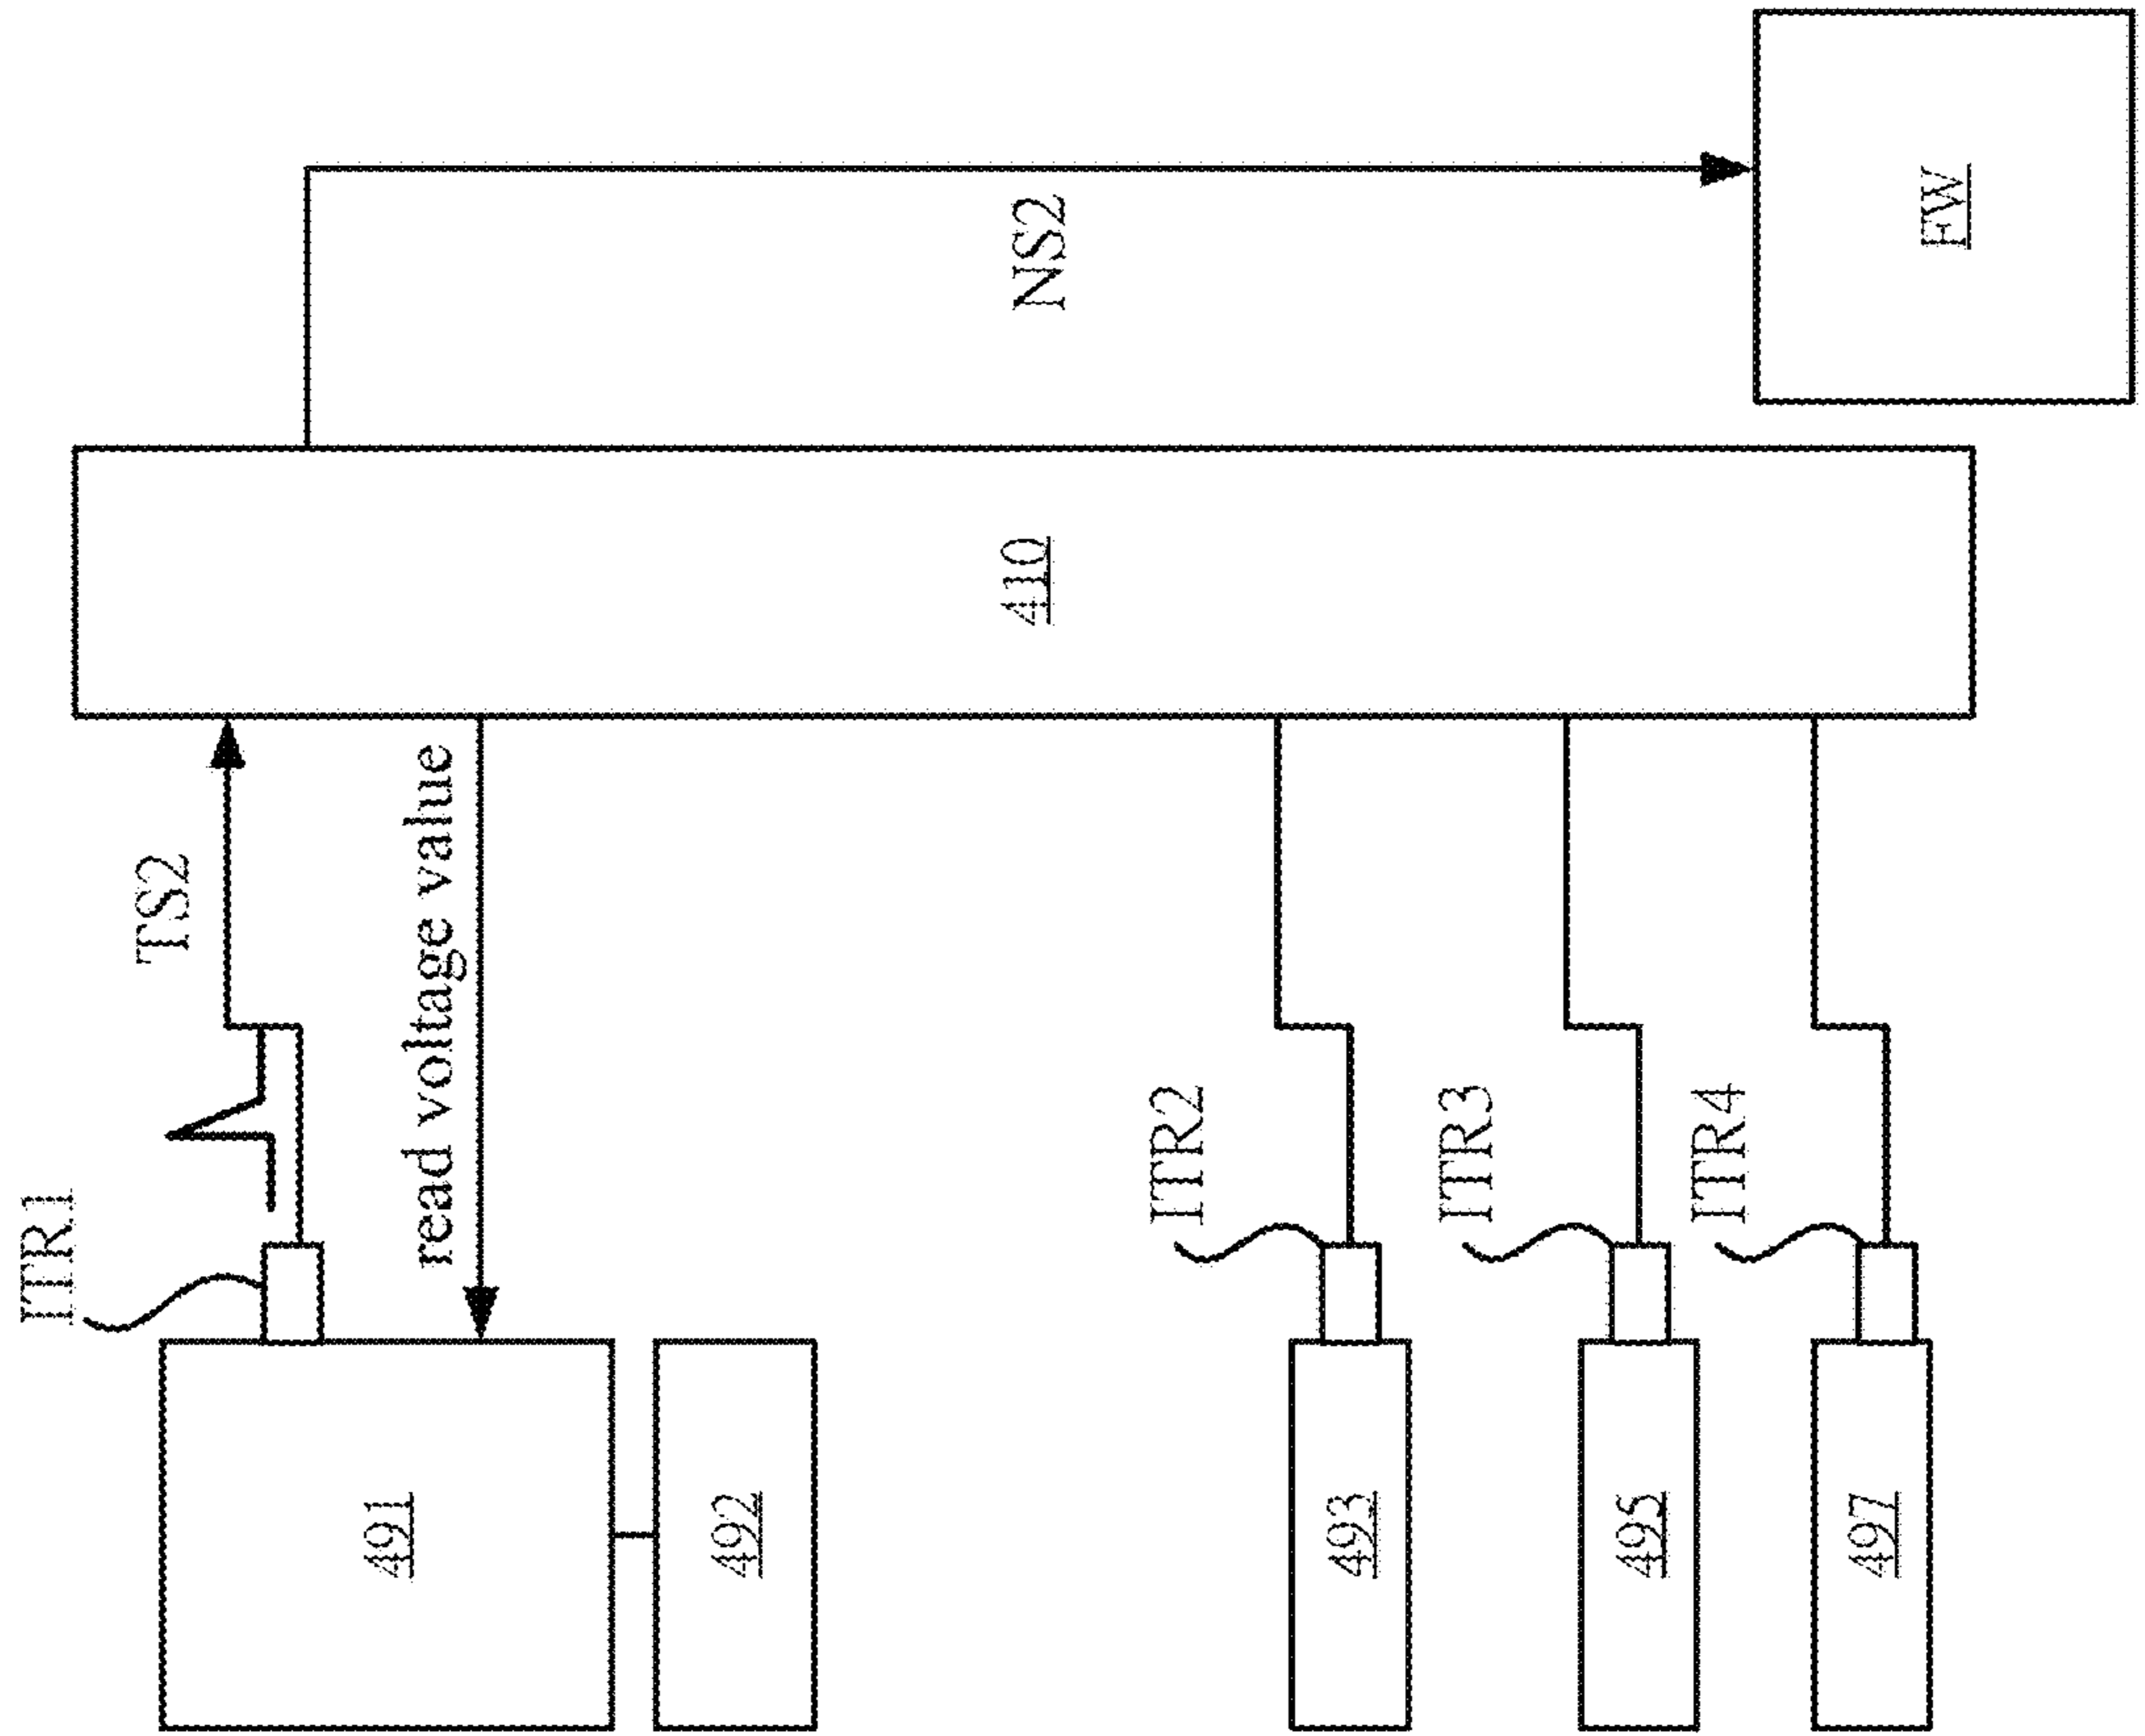 ITR1
TS2
read voltage value
491
492
410
NS2
ITR2
493
ITR3
495
ITR4
497
FW